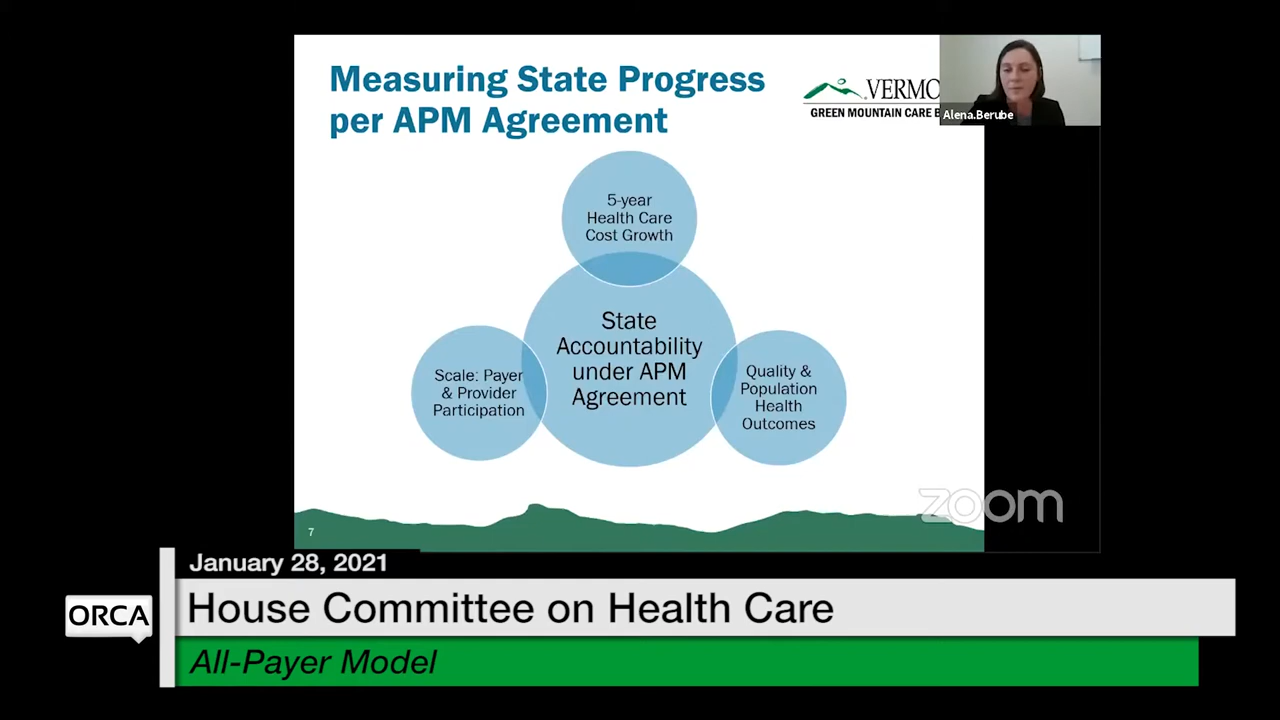 Measuring State Progress
per APM Agreement
VERMO
GREEN MOUNTAIN CARE B
Alena.Berube
5-year
Health Care
Cost Growth
State
Accountability
under APM
Agreement
Scale: Payer
& Provider
Participation
Quality &
Population
Health
Outcomes
zoom
7
January 28, 2021
ORCA
House Committee on Health Care
All-Payer Model